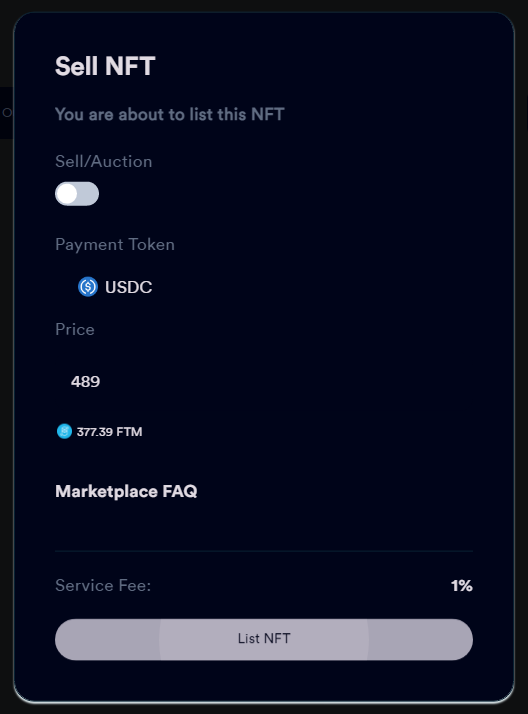 Sell NFT
You are about to list this NFT
Sell/Auction
Payment Token
USDC
Price
489
377.39 FTM
Marketplace FAQ
Service Fee: 1%
List NFT